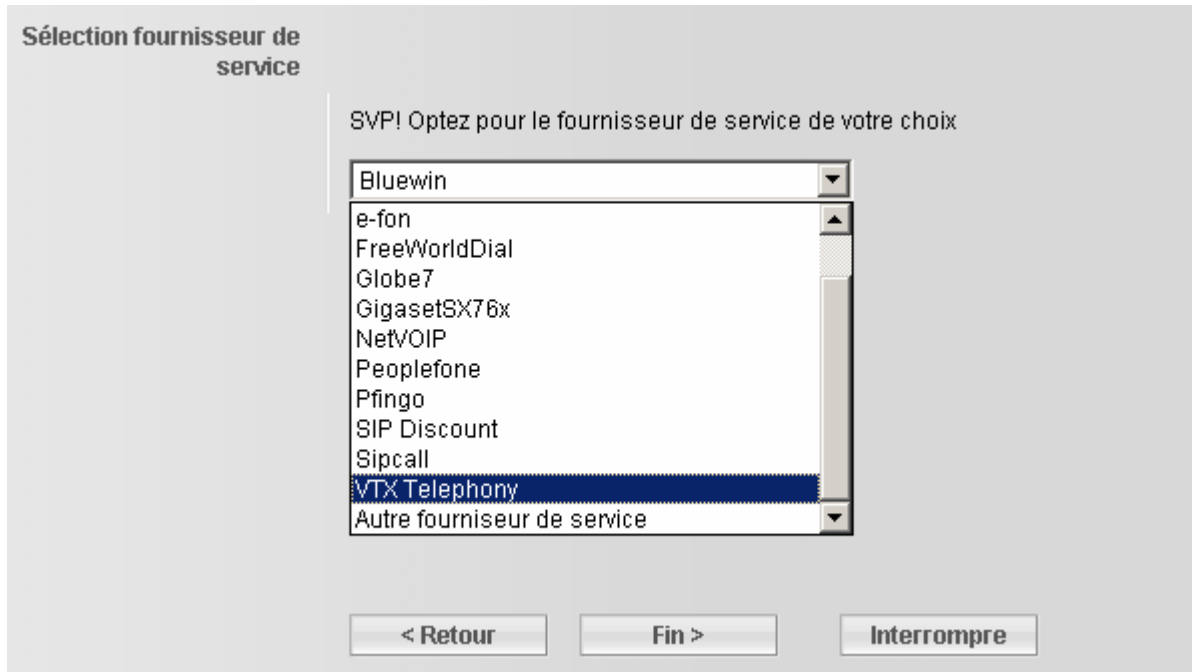 Sélection fournisseur de
service
SVP! Optez pour le fournisseur de service de votre choix
Bluewin
e-fon
FreeWorldDial
Globe7
GigasetSX76x
NetVOIP
Peoplefone
Pfingo
SIP Discount
Sipcall
VTX Telephony
Autre fourniseur de service
< Retour
Fin >
Interrompre